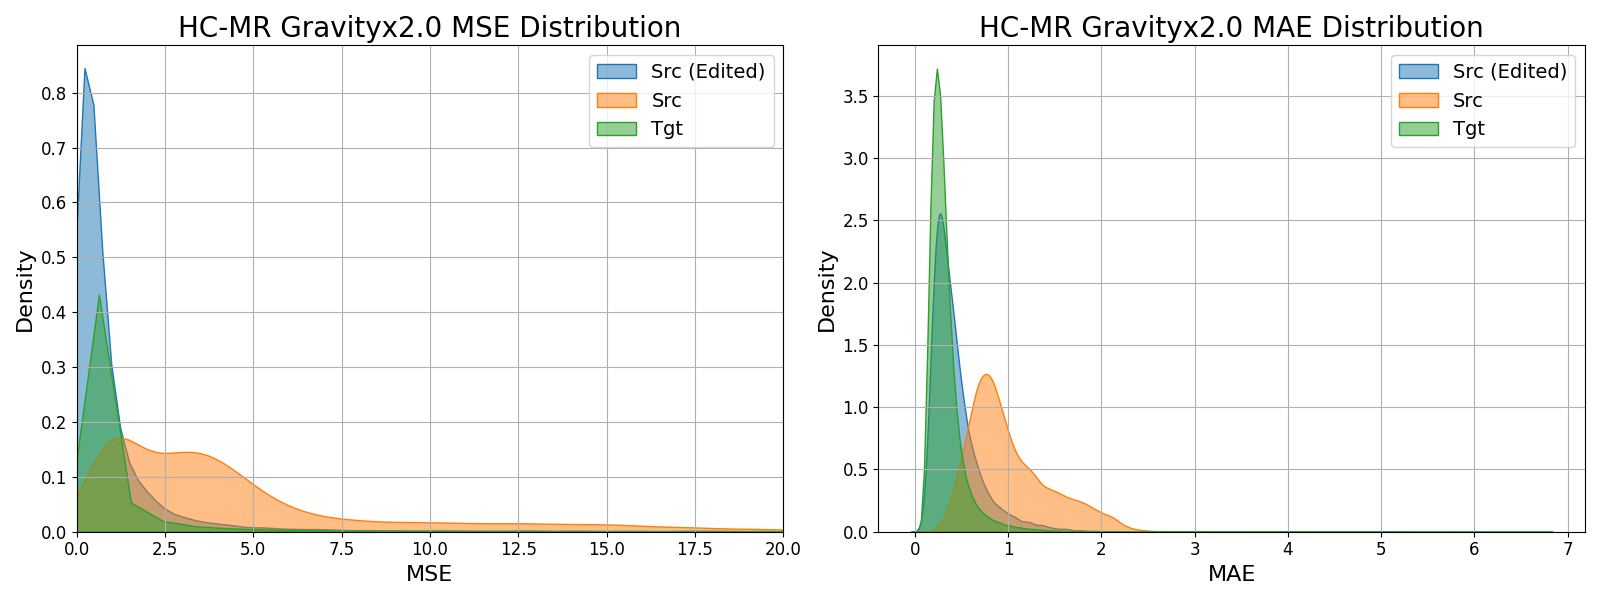 HC-MR Gravityx2.0 MSE Distribution
Density
0.8
0.7
0.6
0.5
0.4
0.3
0.2
0.1
0.0
Src (Edited)
Src
Tgt
0.0 2.5 5.0 7.5 10.0 12.5 15.0 17.5 20.0
MSE
HC-MR Gravityx2.0 MAE Distribution
Density
3.5
3.0
2.5
2.0
1.5
1.0
0.5
0.0
Src (Edited)
Src
Tgt
0 1 2 3 4 5 6 7
MAE